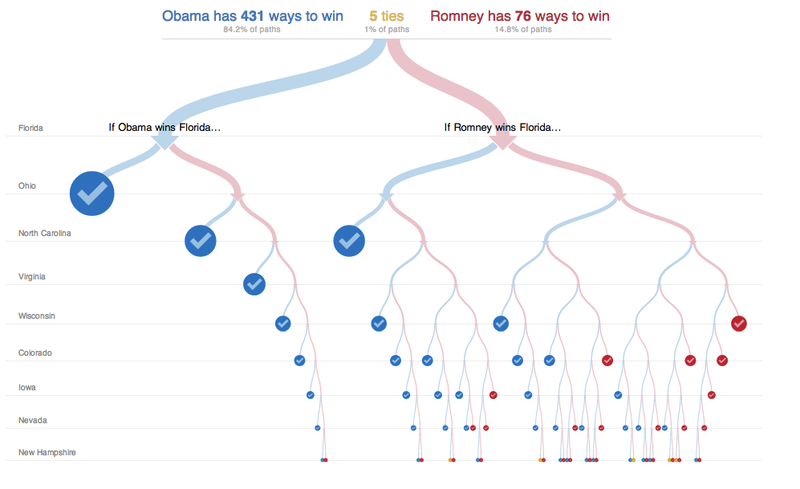 Obama has 431 ways to win 5 ties Romney has 76 ways to win
84.2% of paths 1% of paths 14.8% of paths
Florida If Obama wins Florida… If Romney wins Florida…
Ohio
North Carolina
Virginia
Wisconsin
Colorado
Iowa
Nevada
New Hampshire